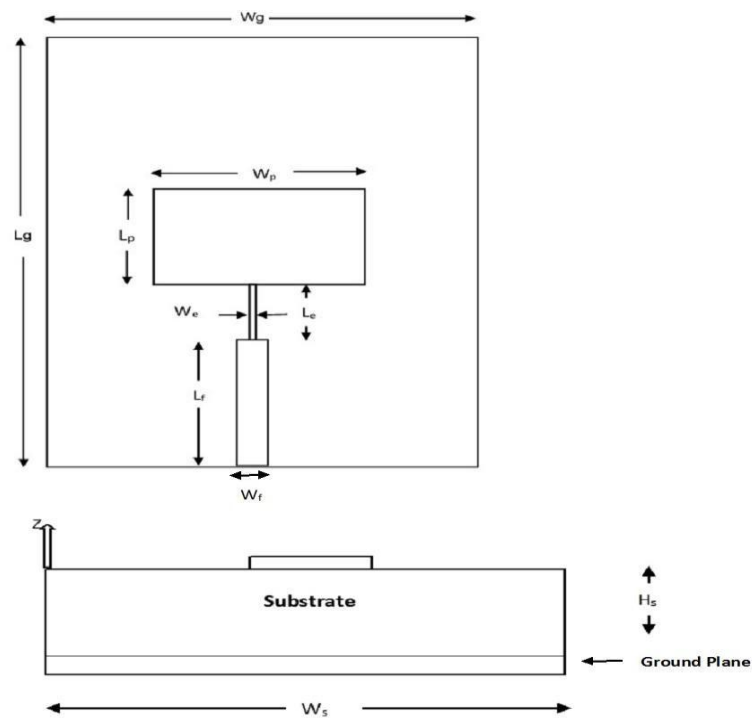 Wg
Wₚ
Lg
Lₚ
Wₑ
Lₑ
Lf
Wf
Z
Substrate
Hₛ
Ground Plane
Wₛ